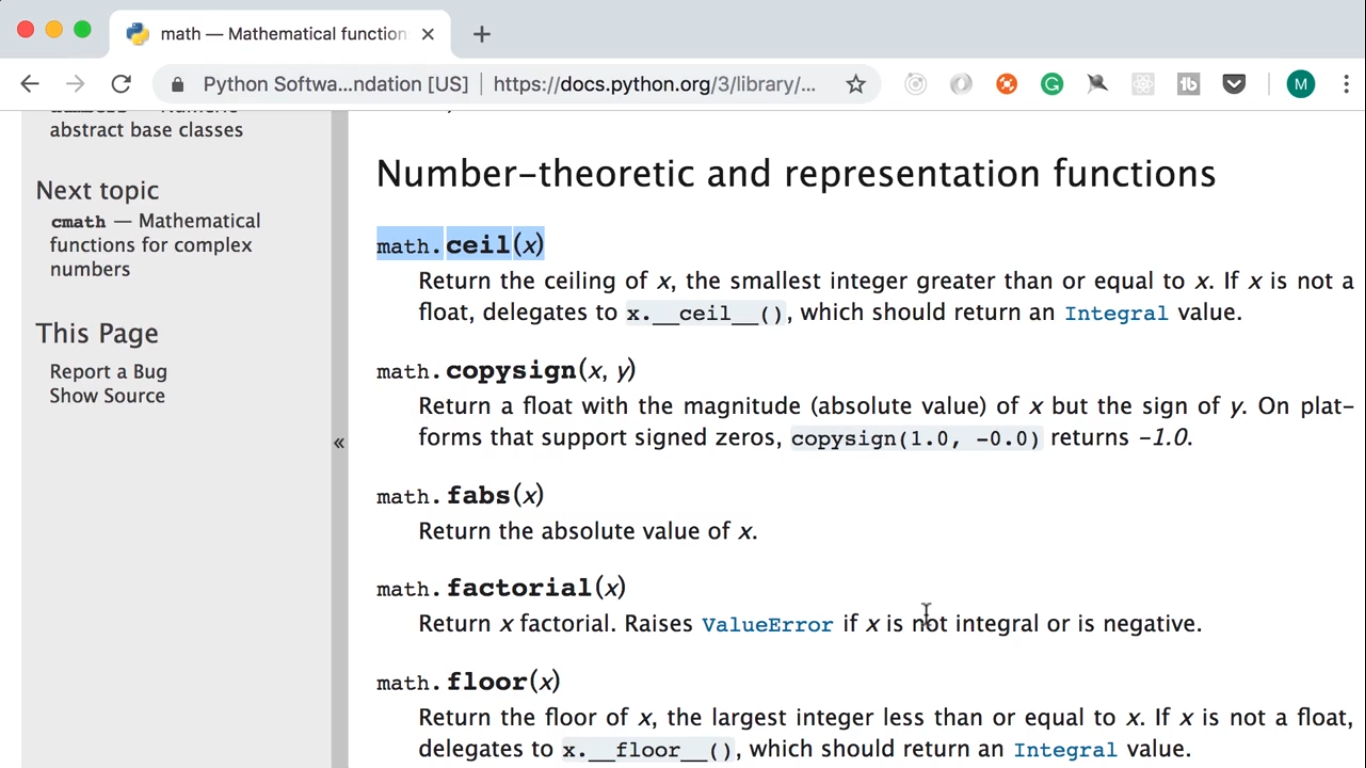 math — Mathematical function
Python Softwa...ndation [US]
https://docs.python.org/3/library/...
M
abstract base classes
Next topic
cmath — Mathematical
functions for complex
numbers
This Page
Report a Bug
Show Source
«
Number-theoretic and representation functions
math.ceil(x)
Return the ceiling of x, the smallest integer greater than or equal to x. If x is not a
float, delegates to x.__ceil__(), which should return an Integral value.
math.copysign(x, y)
Return a float with the magnitude (absolute value) of x but the sign of y. On plat-
forms that support signed zeros, copysign(1.0, -0.0) returns -1.0.
math.fabs(x)
Return the absolute value of x.
math.factorial(x)
Return x factorial. Raises ValueError if x is not integral or is negative.
math.floor(x)
Return the floor of x, the largest integer less than or equal to x. If x is not a float,
delegates to x.__floor__(), which should return an Integral value.